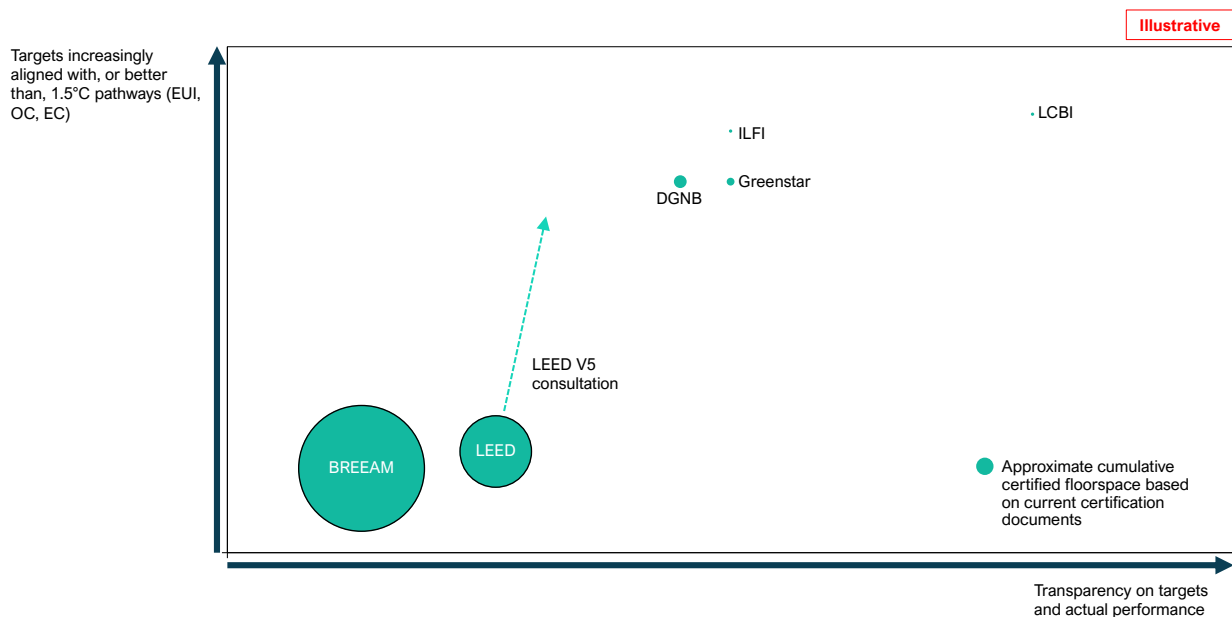 Illustrative
Targets increasingly
aligned with, or better
than, 1.5°C pathways (EUI,
OC, EC)
LCBI
ILFI
Greenstar
DGNB
LEED V5
consultation
LEED
BREEAM
Approximate cumulative
certified floorspace based
on current certification
documents
Transparency on targets
and actual performance